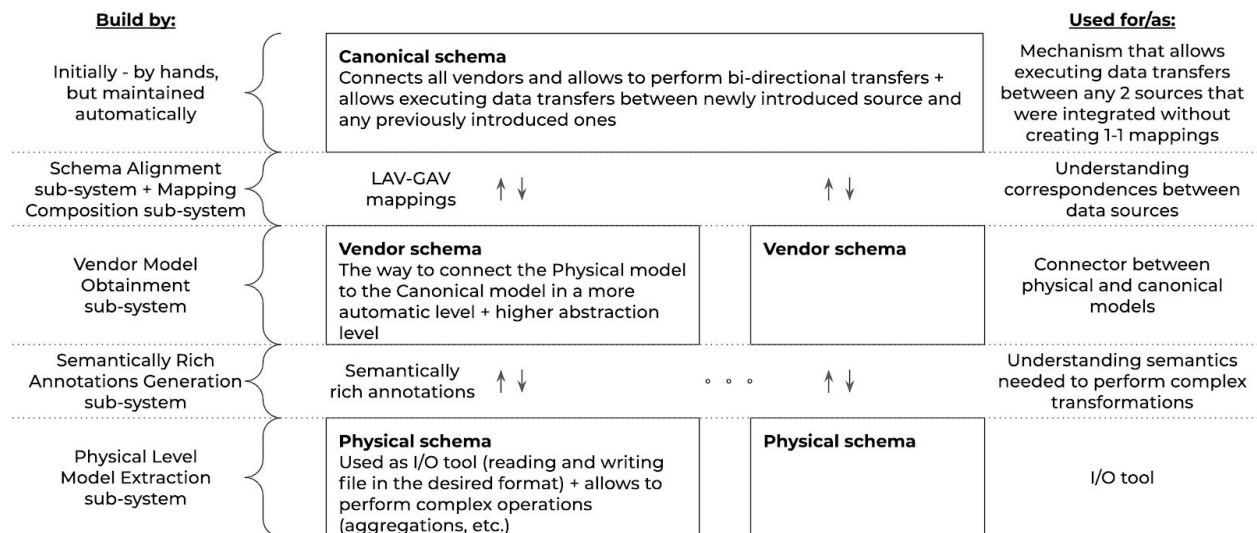 Build by:
Used for/as:
Initially - by hands,
but maintained
automatically
Canonical schema
Connects all vendors and allows to perform bi-directional transfers +
allows executing data transfers between newly introduced source and
any previously introduced ones
Mechanism that allows
executing data transfers
between any 2 sources that
were integrated without
creating 1-1 mappings
Schema Alignment
sub-system + Mapping
Composition sub-system
LAV-GAV
mappings
Understanding
correspondences between
data sources
Vendor Model
Obtainment
sub-system
Vendor schema
The way to connect the Physical model
to the Canonical model in a more
automatic level + higher abstraction
level
Vendor schema
Connector between
physical and canonical
models
Semantically Rich
Annotations Generation
sub-system
Semantically
rich annotations
Understanding semantics
needed to perform complex
transformations
Physical Level
Model Extraction
sub-system
Physical schema
Used as I/O tool (reading and writing
file in the desired format) + allows to
perform complex operations
(aggregations, etc.)
Physical schema
I/O tool